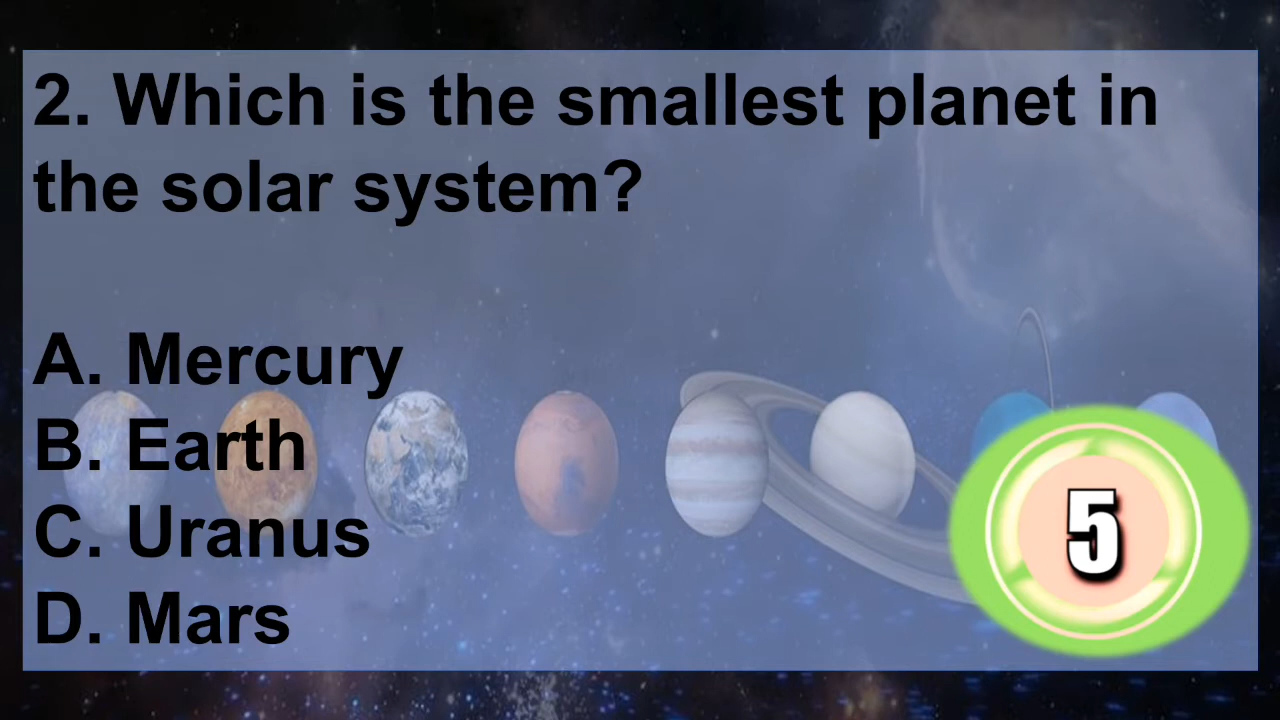 2. Which is the smallest planet in
the solar system?
A. Mercury
B. Earth
C. Uranus
D. Mars
5